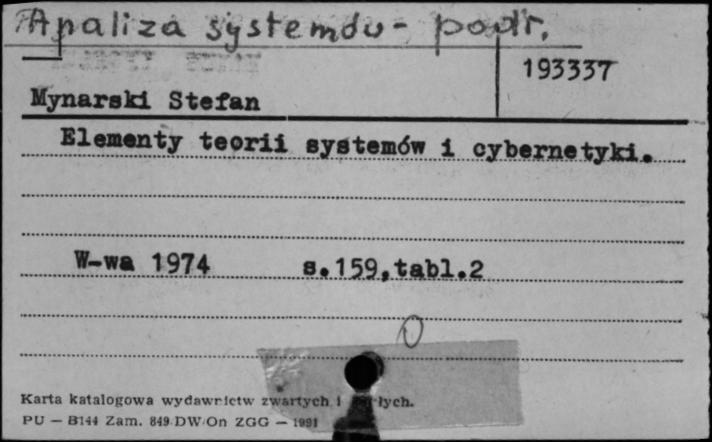 Analiza systemów - podr.
193337
Mynarski Stefan
Elementy teorii systemów i cybernetyki.
W-wa 1974 s.159,tabl.2
Karta katalogowa wydawnictw zwartych i
PU — B144 Zam. 849 DW/On ZGG — 1991